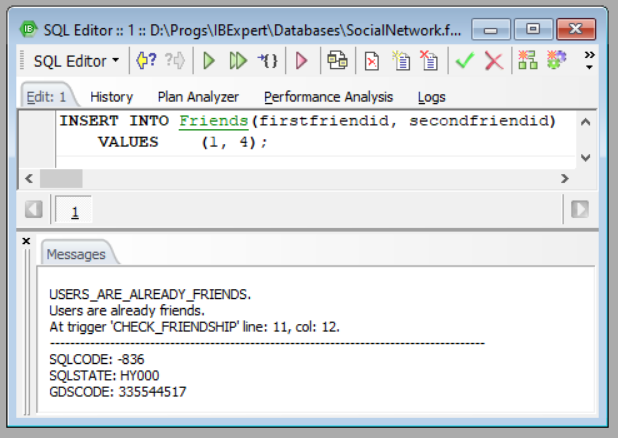 SQL Editor :: 1 :: D:\Progs\IBExpert\Databases\SocialNetwork.f...
SQL Editor
Edit: 1 History Plan Analyzer Performance Analysis Logs
INSERT INTO Friends(firstfriendid, secondfriendid)
VALUES (1, 4);
1
Messages
USERS_ARE_ALREADY_FRIENDS.
Users are already friends.
At trigger 'CHECK_FRIENDSHIP' line: 11, col: 12.
--------------------------------------------------------------------------------
SQLCODE: -836
SQLSTATE: HY000
GDSCODE: 335544517